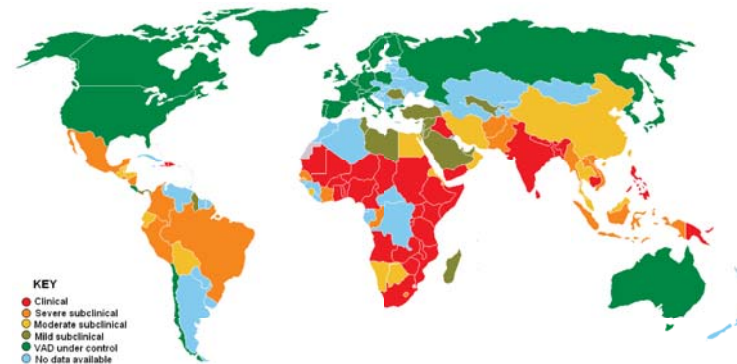 KEY
Clinical
Severe subclinical
Moderate subclinical
Mild subclinical
VAD under control
No data available